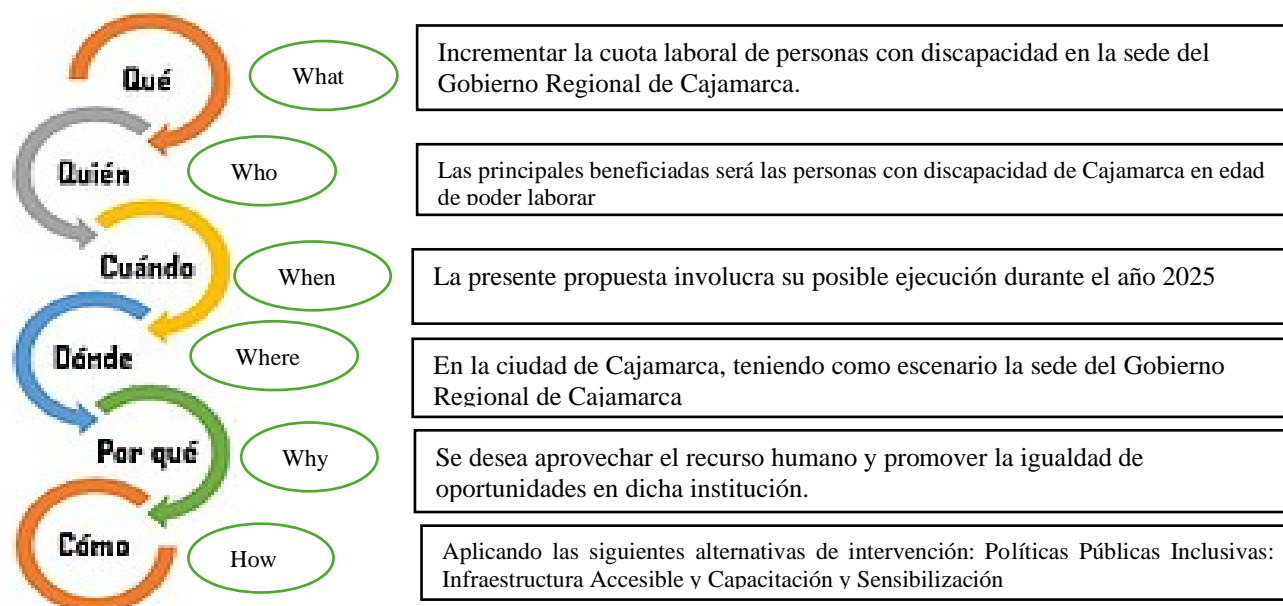 Qué
What
Incrementar la cuota laboral de personas con discapacidad en la sede del
Gobierno Regional de Cajamarca.
Quién
Who
Las principales beneficiadas será las personas con discapacidad de Cajamarca en edad
de poder laborar
Cuándo
When
La presente propuesta involucra su posible ejecución durante el año 2025
Dónde
Where
En la ciudad de Cajamarca, teniendo como escenario la sede del Gobierno
Regional de Cajamarca
Por qué
Why
Se desea aprovechar el recurso humano y promover la igualdad de
oportunidades en dicha institución.
Cómo
How
Aplicando las siguientes alternativas de intervención: Políticas Públicas Inclusivas:
Infraestructura Accesible y Capacitación y Sensibilización